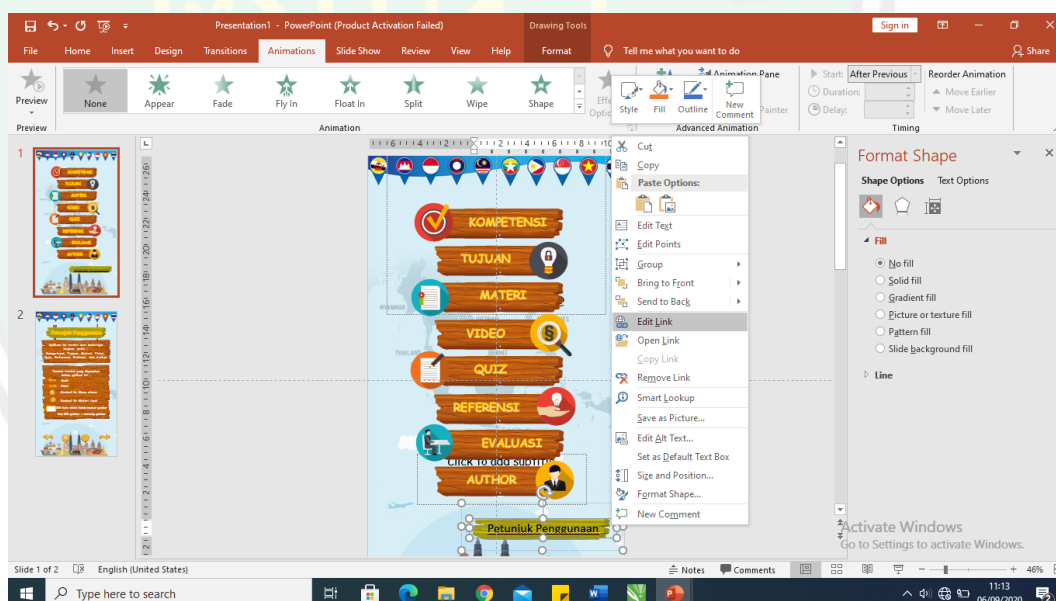 Presentation1 - PowerPoint (Product Activation Failed)
Drawing Tools
Sign in
File Home Insert Design Transitions Animations Slide Show Review View Help Format Tell me what you want to do Share
Preview
None
Appear
Fade
Fly In
Float In
Split
Wipe
Shape
Style
Fill
Outline
New Comment
Animation Pane
Painter
Start: After Previous
Duration:
Delay:
Reorder Animation
Move Earlier
Move Later
Preview
Animation
Advanced Animation
Timing
1
2
KOMPETENSI
TUJUAN
MATERI
VIDEO
QUIZ
REFERENSI
EVALUASI
Click to add subtitle
AUTHOR
Petunjuk Penggunaan
MYANMAR
THAILAND
Cut
Copy
Paste Options:
Edit Text
Edit Points
Group
Bring to Front
Send to Back
Edit Link
Open Link
Copy Link
Remove Link
Smart Lookup
Save as Picture...
Edit Alt Text...
Set as Default Text Box
Size and Position...
Format Shape...
New Comment
Format Shape
Shape Options Text Options
Fill
No fill
Solid fill
Gradient fill
Picture or texture fill
Pattern fill
Slide background fill
Line
Activate Windows
Go to Settings to activate Windows.
Slide 1 of 2 English (United States)
Notes Comments 46%
Type here to search
11:13
06/09/2020